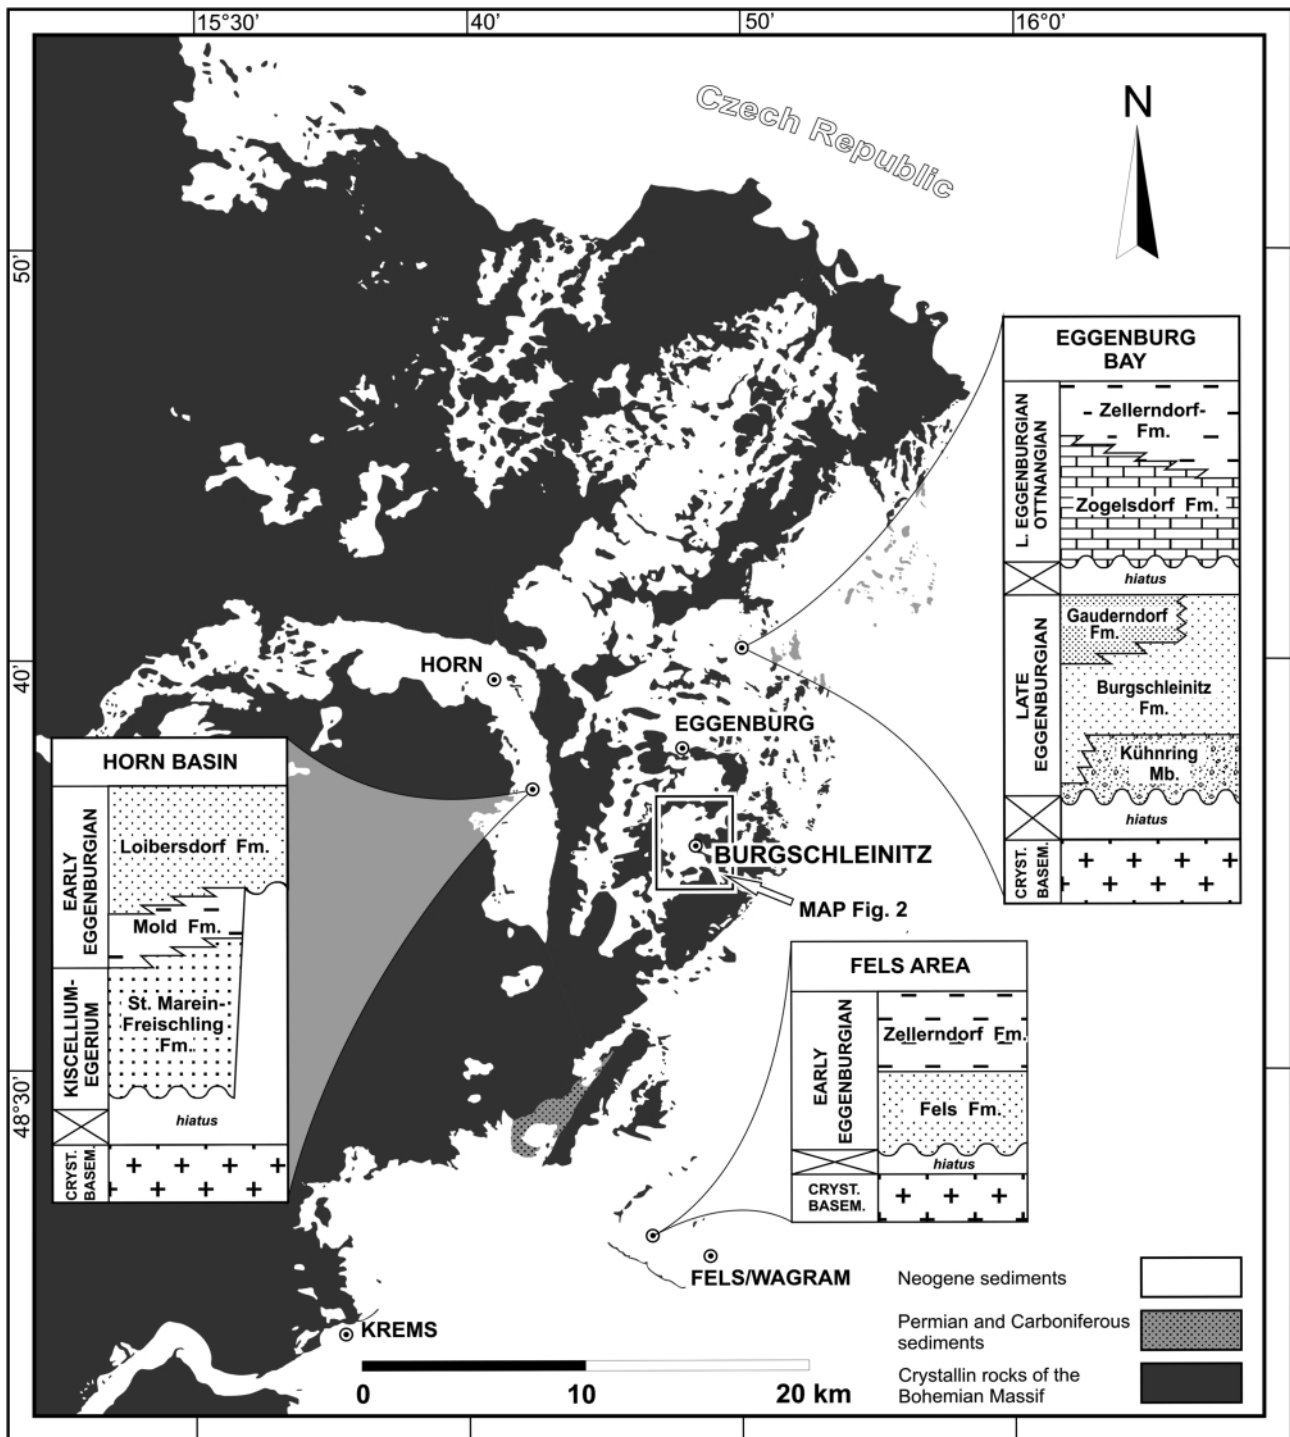 15°30'
40'
50'
16°0'
Czech Republic
N
50'
40'
48°30'
EGGENBURG
BAY
L. EGGENBURGIAN
OTTNANGIAN
Zellerndorf-
Fm.
Zogelsdorf Fm.
hiatus
LATE
EGGENBURGIAN
Gauderndorf
Fm.
Burgschleinitz
Fm.
Kühnring
Mb.
hiatus
CRYST.
BASEM.
HORN
EGGENBURG
BURGSCHLEINITZ
MAP Fig. 2
HORN BASIN
EARLY
EGGENBURGIAN
Loibersdorf Fm.
Mold Fm.
KISCELLIUM-
EGERIUM
St. Marein-
Freischling
Fm.
hiatus
CRYST.
BASEM.
FELS AREA
EARLY
EGGENBURGIAN
Zellerndorf Fm.
Fels Fm.
hiatus
CRYST.
BASEM.
FELS/WAGRAM
KREMS
0 10 20 km
Neogene sediments
Permian and Carboniferous
sediments
Crystallin rocks of the
Bohemian Massif